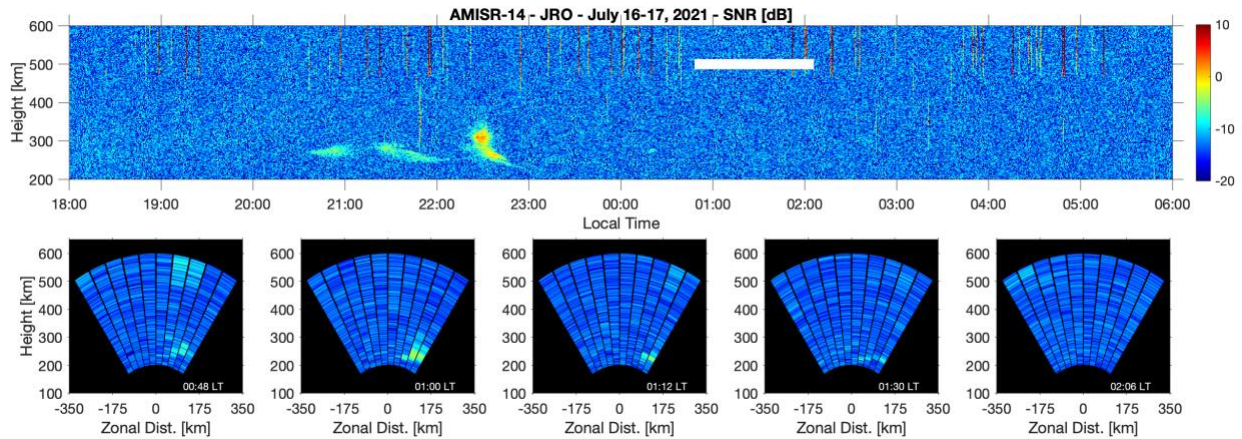 AMISR-14 - JRO - July 16-17, 2021 - SNR [dB]
Height [km]
600
500
400
300
200
10
0
-10
-20
18:00 19:00 20:00 21:00 22:00 23:00 00:00 01:00 02:00 03:00 04:00 05:00 06:00
Local Time
Height [km]
600 600 600 600 600
500 500 500 500 500
400 400 400 400 400
300 300 300 300 300
200 200 200 200 200
100 100 100 100 100
00:48 LT 01:00 LT 01:12 LT 01:30 LT 02:06 LT
-350 -175 0 175 350 -350 -175 0 175 350 -350 -175 0 175 350 -350 -175 0 175 350 -350 -175 0 175 350
Zonal Dist. [km] Zonal Dist. [km] Zonal Dist. [km] Zonal Dist. [km] Zonal Dist. [km]